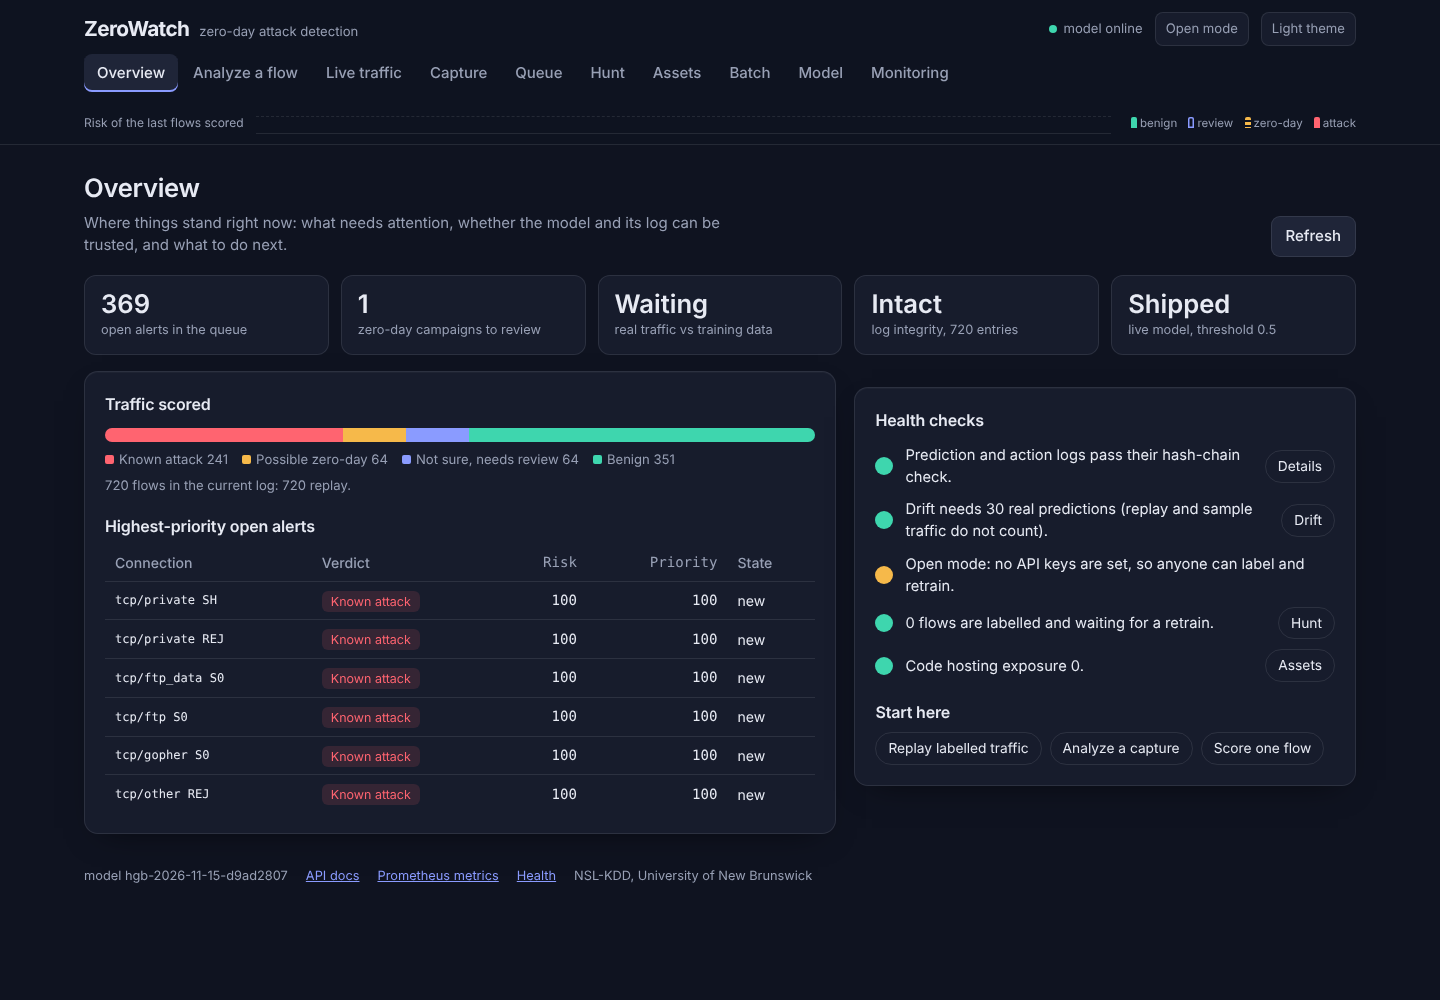 ZeroWatch zero-day attack detection
model online
Open mode
Light theme
Overview Analyze a flow Live traffic Capture Queue Hunt Assets Batch Model Monitoring
Risk of the last flows scored
benign review zero-day attack
Overview
Where things stand right now: what needs attention, whether the model and its log can be
trusted, and what to do next.
Refresh
369
open alerts in the queue
1
zero-day campaigns to review
Waiting
real traffic vs training data
Intact
log integrity, 720 entries
Shipped
live model, threshold 0.5
Traffic scored
Known attack 241 Possible zero-day 64 Not sure, needs review 64 Benign 351
720 flows in the current log: 720 replay.
Highest-priority open alerts
Connection Verdict Risk Priority State
tcp/private SH Known attack 100 100 new
tcp/private REJ Known attack 100 100 new
tcp/ftp_data S0 Known attack 100 100 new
tcp/ftp S0 Known attack 100 100 new
tcp/gopher S0 Known attack 100 100 new
tcp/other REJ Known attack 100 100 new
Health checks
Prediction and action logs pass their hash-chain
check.
Details
Drift needs 30 real predictions (replay and sample
traffic do not count).
Drift
Open mode: no API keys are set, so anyone can label and
retrain.
0 flows are labelled and waiting for a retrain.
Hunt
Code hosting exposure 0.
Assets
Start here
Replay labelled traffic Analyze a capture Score one flow
model hgb-2026-11-15-d9ad2807 API docs Prometheus metrics Health NSL-KDD, University of New Brunswick